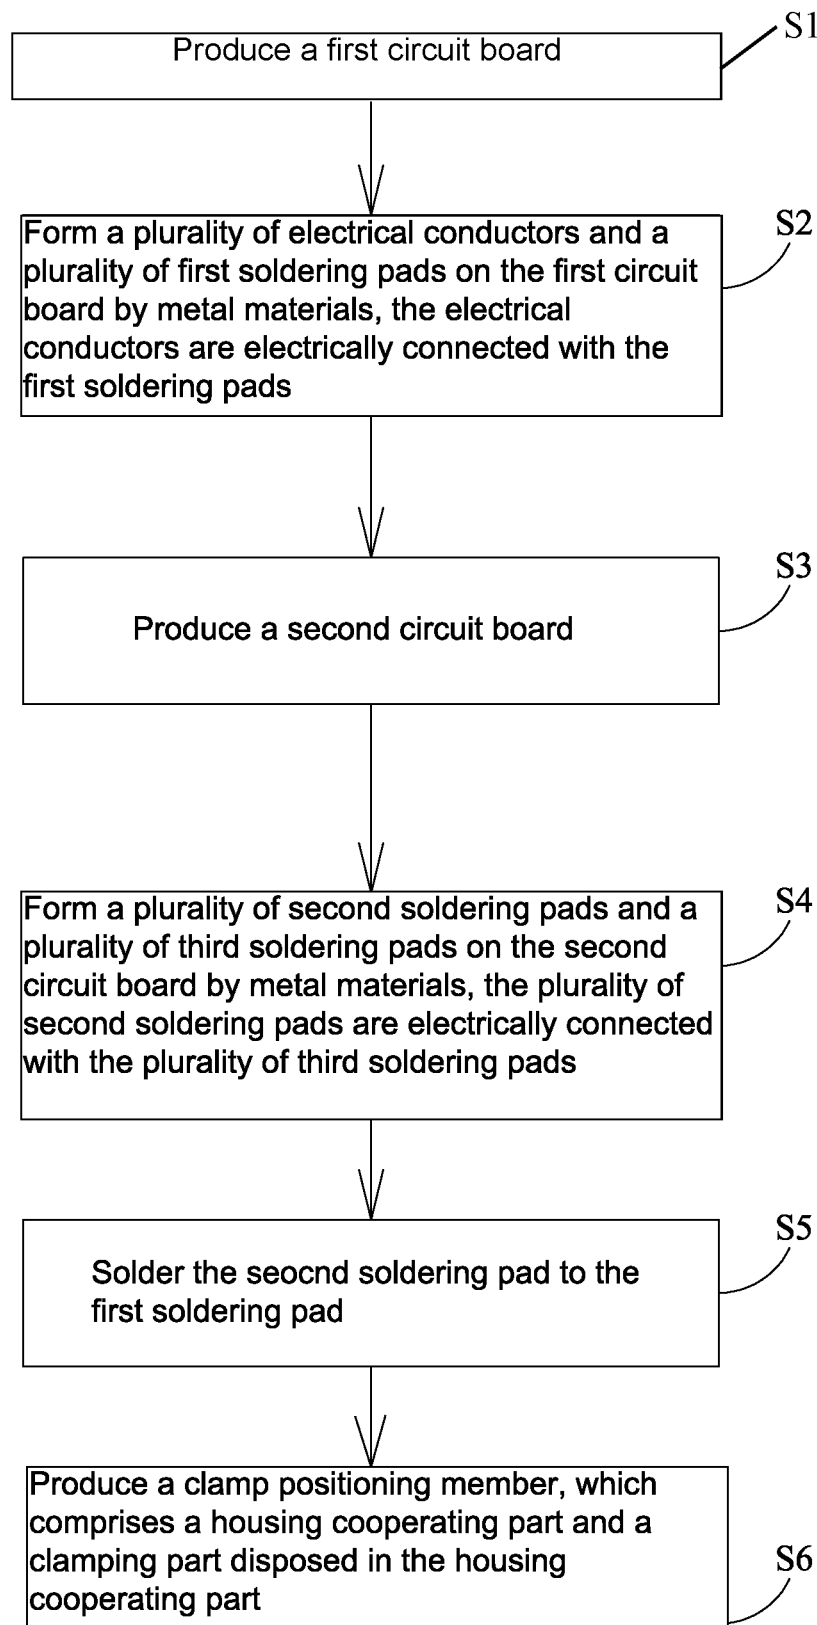 S1
Produce a first circuit board
S2
Form a plurality of electrical conductors and a
plurality of first soldering pads on the first circuit
board by metal materials, the electrical
conductors are electrically connected with the
first soldering pads
S3
Produce a second circuit board
S4
Form a plurality of second soldering pads and a
plurality of third soldering pads on the second
circuit board by metal materials, the plurality of
second soldering pads are electrically connected
with the plurality of third soldering pads
S5
Solder the seocnd soldering pad to the
first soldering pad
Produce a clamp positioning member, which
comprises a housing cooperating part and a
clamping part disposed in the housing
cooperating part
S6